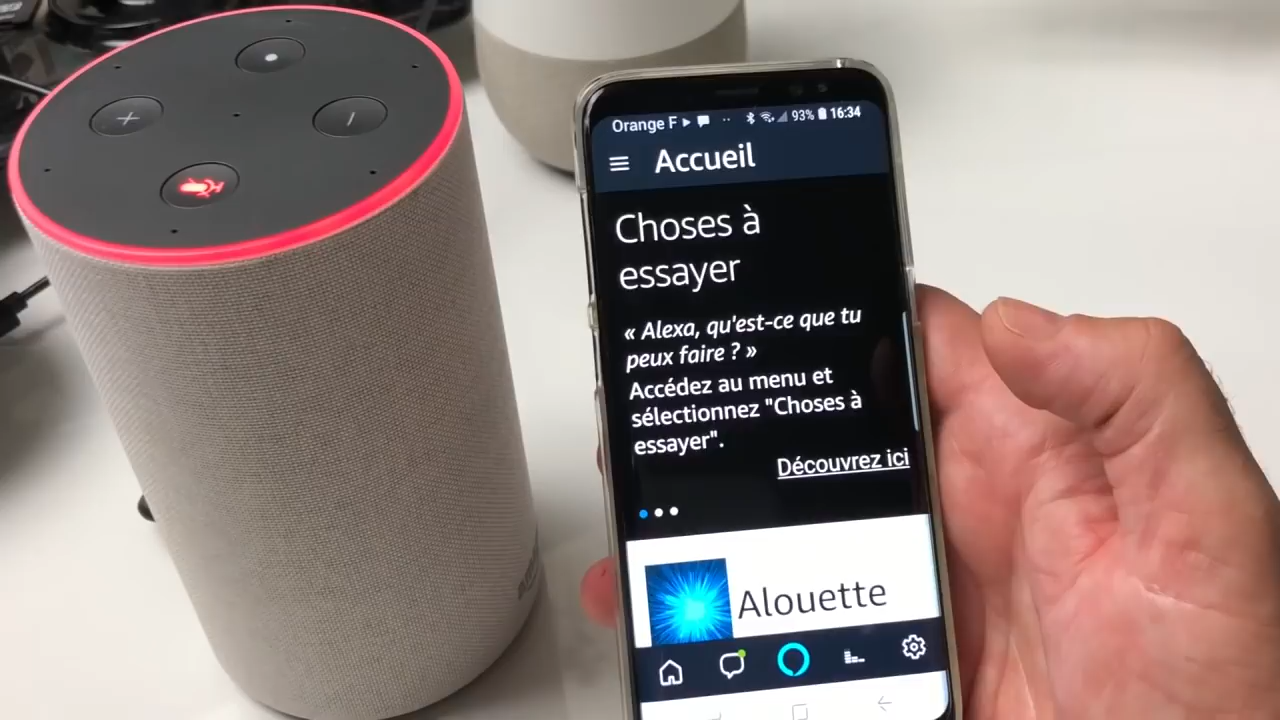 Orange F 93% 16:34
Accueil
Choses à
essayer
« Alexa, qu'est-ce que tu
peux faire ? »
Accédez au menu et
sélectionnez "Choses à
essayer".
Découvrez ici
Alouette